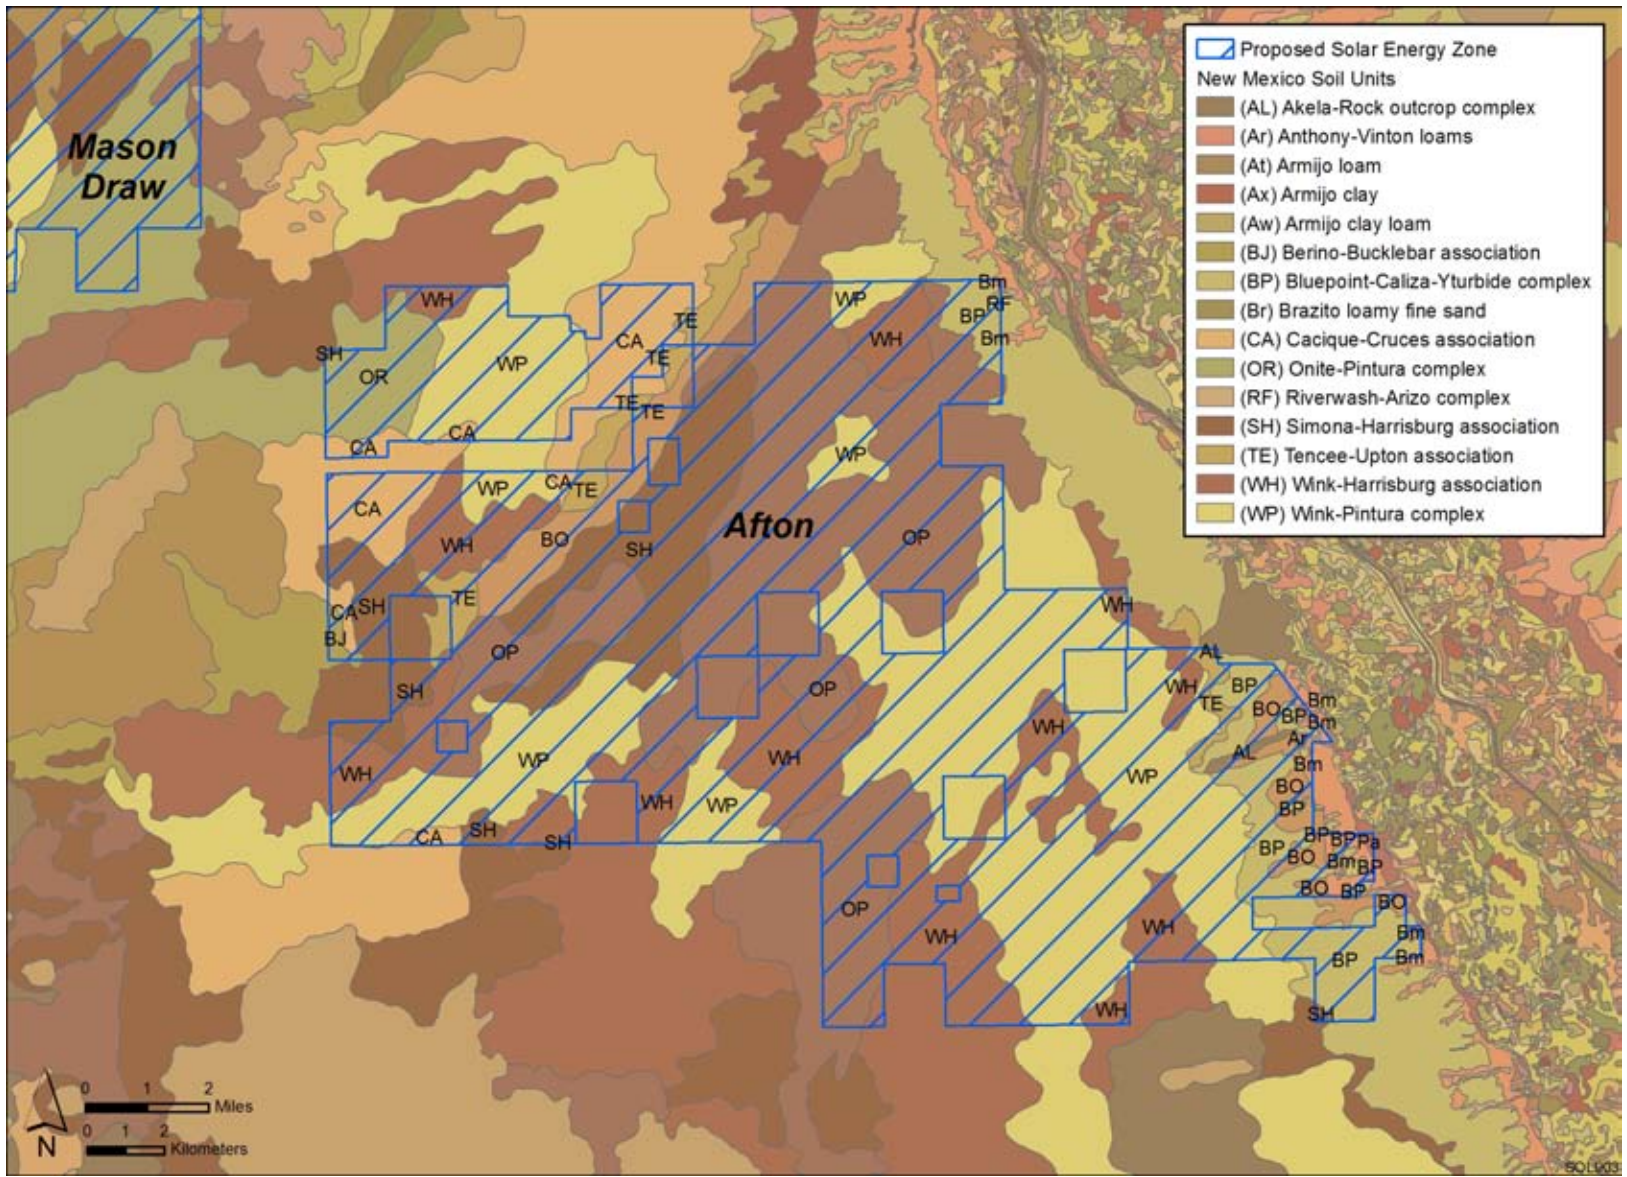 Proposed Solar Energy Zone
New Mexico Soil Units
(AL) Akela-Rock outcrop complex
(Ar) Anthony-Vinton loams
(At) Armijo loam
(Ax) Armijo clay
(Aw) Armijo clay loam
(BJ) Berino-Bucklebar association
(BP) Bluepoint-Caliza-Yturbide complex
(Br) Brazito loamy fine sand
(CA) Cacique-Cruces association
(OR) Onite-Pintura complex
(RF) Riverwash-Arizo complex
(SH) Simona-Harrisburg association
(TE) Tencee-Upton association
(WH) Wink-Harrisburg association
(WP) Wink-Pintura complex
Mason
Draw
Bm
WH
WP
RF
BP
TE
Bm
CA
WH
SH
TE
WP
OR
TE
TE
CA
CA
WP
CA
WP
TE
CA
Afton
OP
BO
WH
SH
TE
WH
SH
CA
BJ
OP
AL
SH
OP
WH
BP
TE
Bm
BO
BP
Bm
WH
Ar
AL
WP
WH
Bm
WH
WP
BO
WH
WP
BP
CA
SH
SH
BP
BP
Pa
BP
BO
Bm
BP
BO
BP
BO
OP
WH
WH
Bm
BP
Bm
WH
SH
0 1 2
Miles
0 1 2
Kilometers
N
SOL003